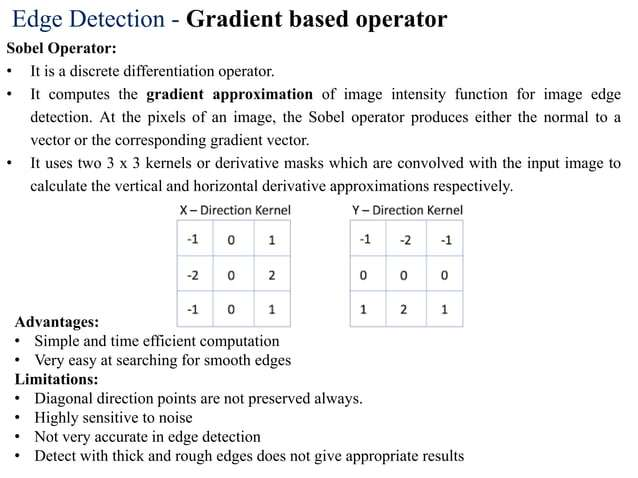 Edge Detection - Gradient based operator
Sobel Operator:
• It is a discrete differentiation operator.
• It computes the gradient approximation of image intensity function for image edge
detection. At the pixels of an image, the Sobel operator produces either the normal to a
vector or the corresponding gradient vector.
• It uses two 3 x 3 kernels or derivative masks which are convolved with the input image to
calculate the vertical and horizontal derivative approximations respectively.
X – Direction Kernel
-1 0 1
-2 0 2
-1 0 1
Y – Direction Kernel
-1 -2 -1
0 0 0
1 2 1
Advantages:
• Simple and time efficient computation
• Very easy at searching for smooth edges
Limitations:
• Diagonal direction points are not preserved always.
• Highly sensitive to noise
• Not very accurate in edge detection
• Detect with thick and rough edges does not give appropriate results